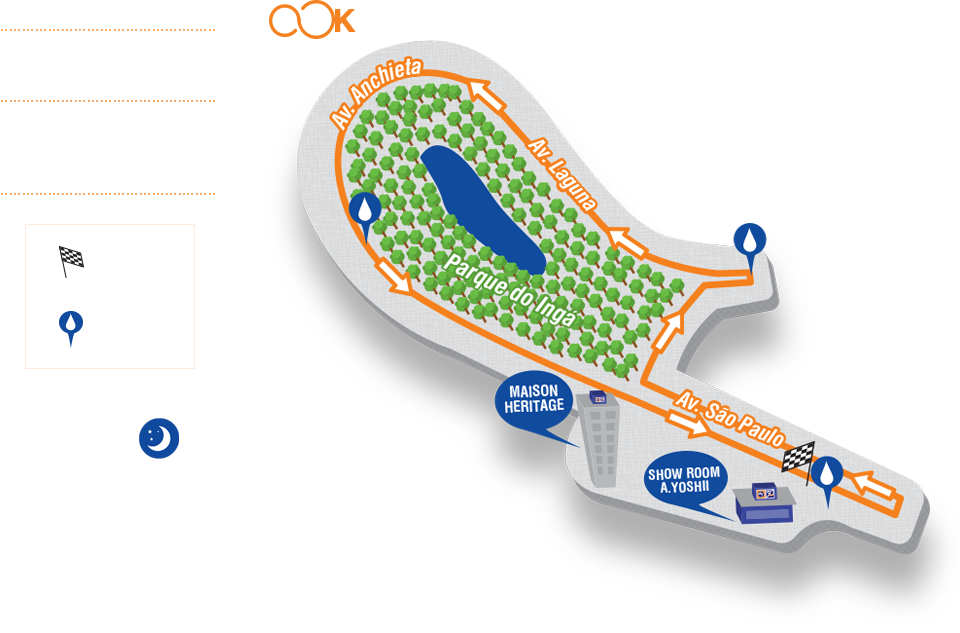 K
Av. Anchieta
Av. Laguna
Parque do Ingá
MAISON
HERITAGE
Av. São Paulo
SHOW ROOM
A.YOSHII